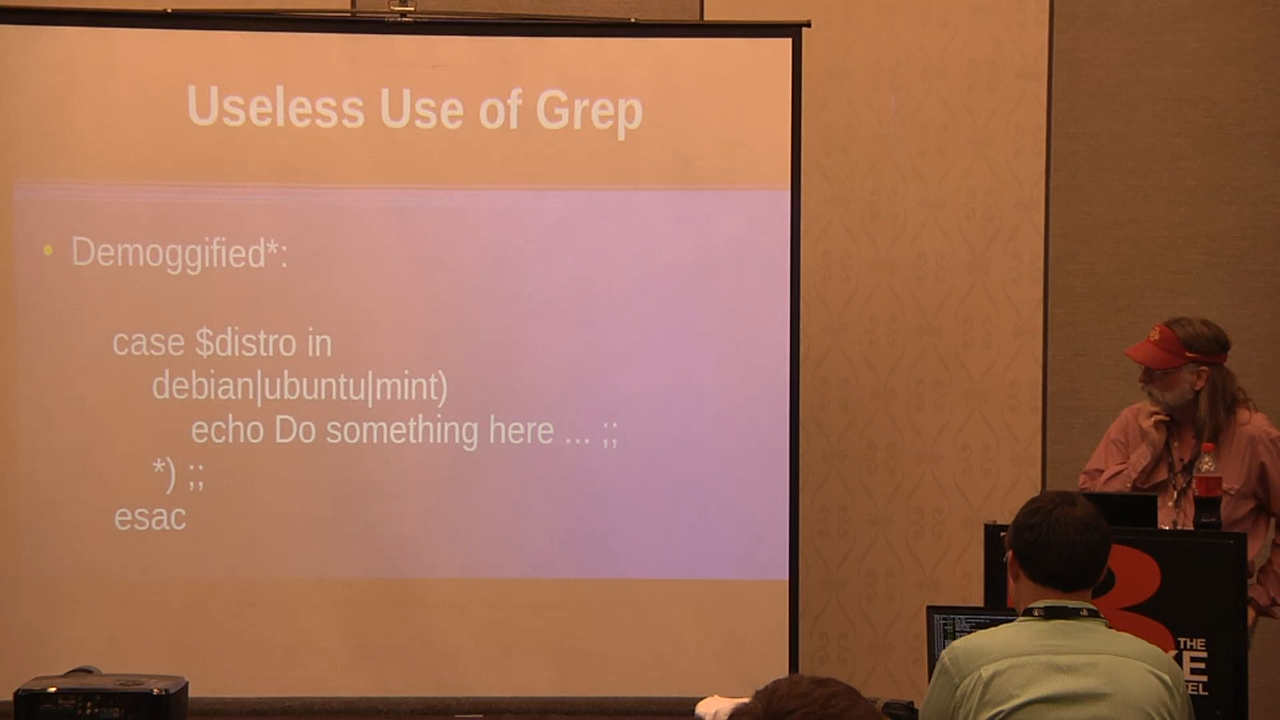 Useless Use of Grep
• Demoggified*:
case $distro in
debian|ubuntu|mint)
echo Do something here ... ;;
*) ;;
esac
THE